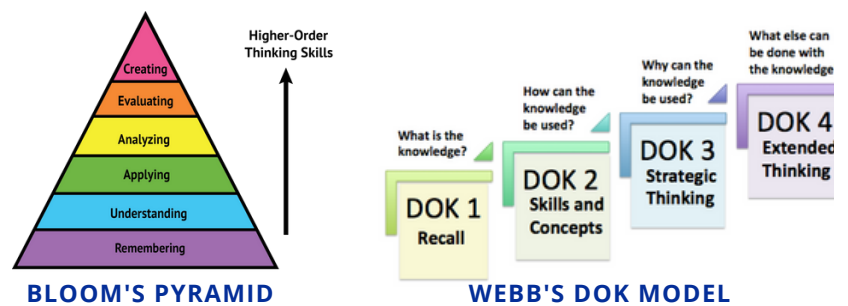 Higher-Order
Thinking Skills
Creating
Evaluating
Analyzing
Applying
Understanding
Remembering
BLOOM'S PYRAMID
What is the
knowledge?
DOK 1
Recall
How can the
knowledge
be used?
DOK 2
Skills and
Concepts
Why can the
knowledge
be used?
DOK 3
Strategic
Thinking
What else can
be done with
the knowledge
DOK 4
Extended
Thinking
WEBB'S DOK MODEL